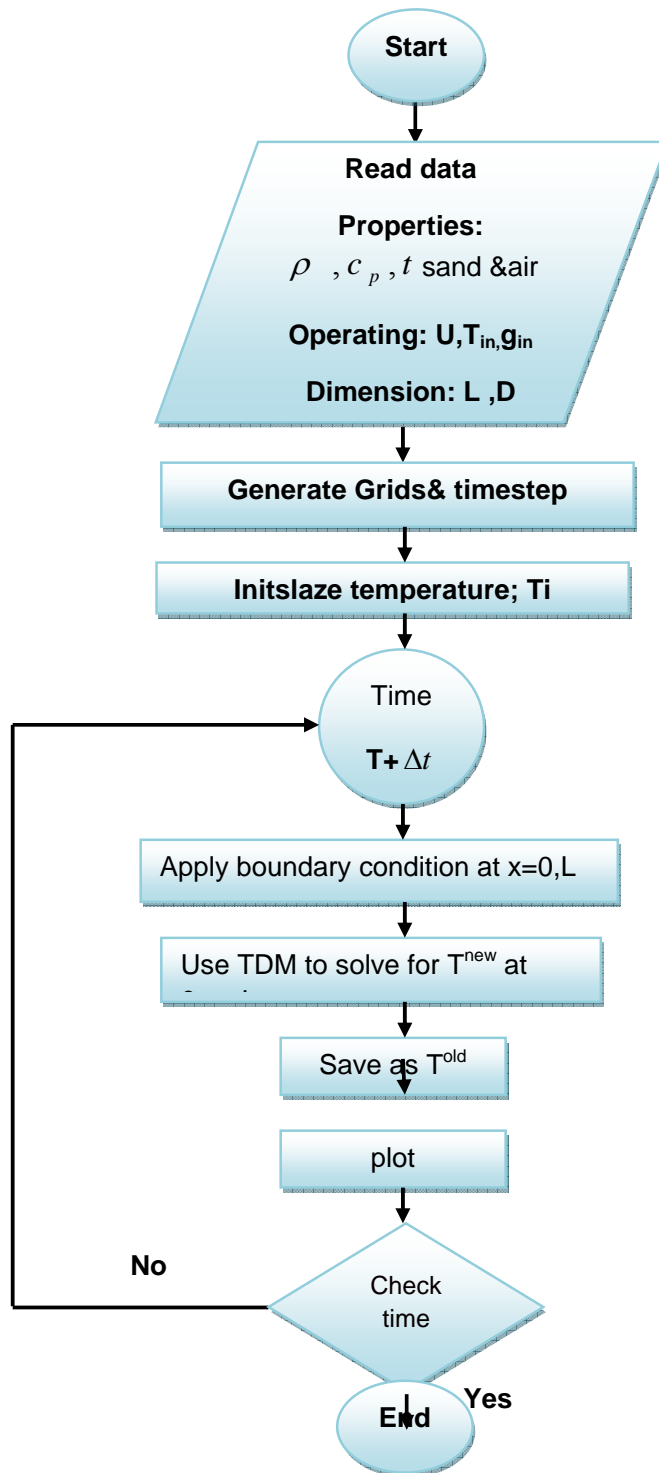 Start
Read data
Properties:
ρ , c p , t sand &air
Operating: U,Tin,gin
Dimension: L ,D
Generate Grids& timestep
Initslaze temperature; Ti
Time
T+ Δt
Apply boundary condition at x=0,L
Use TDM to solve for Tnew at
Save as Told
plot
No
Check
time
Yes
End